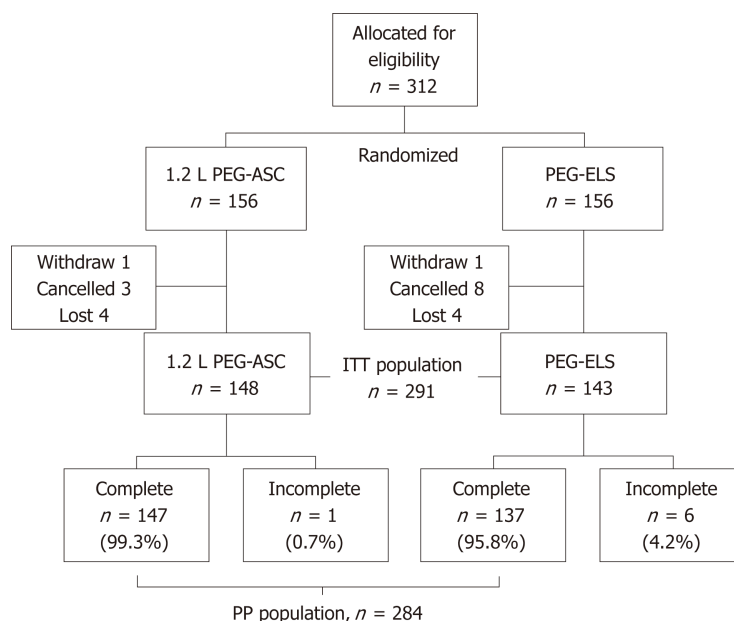 Allocated for
eligibility
n = 312
Randomized
1.2 L PEG-ASC
n = 156
PEG-ELS
n = 156
Withdraw 1
Cancelled 3
Lost 4
Withdraw 1
Cancelled 8
Lost 4
1.2 L PEG-ASC
n = 148
ITT population
n = 291
PEG-ELS
n = 143
Complete
n = 147
(99.3%)
Incomplete
n = 1
(0.7%)
Complete
n = 137
(95.8%)
Incomplete
n = 6
(4.2%)
PP population, n = 284